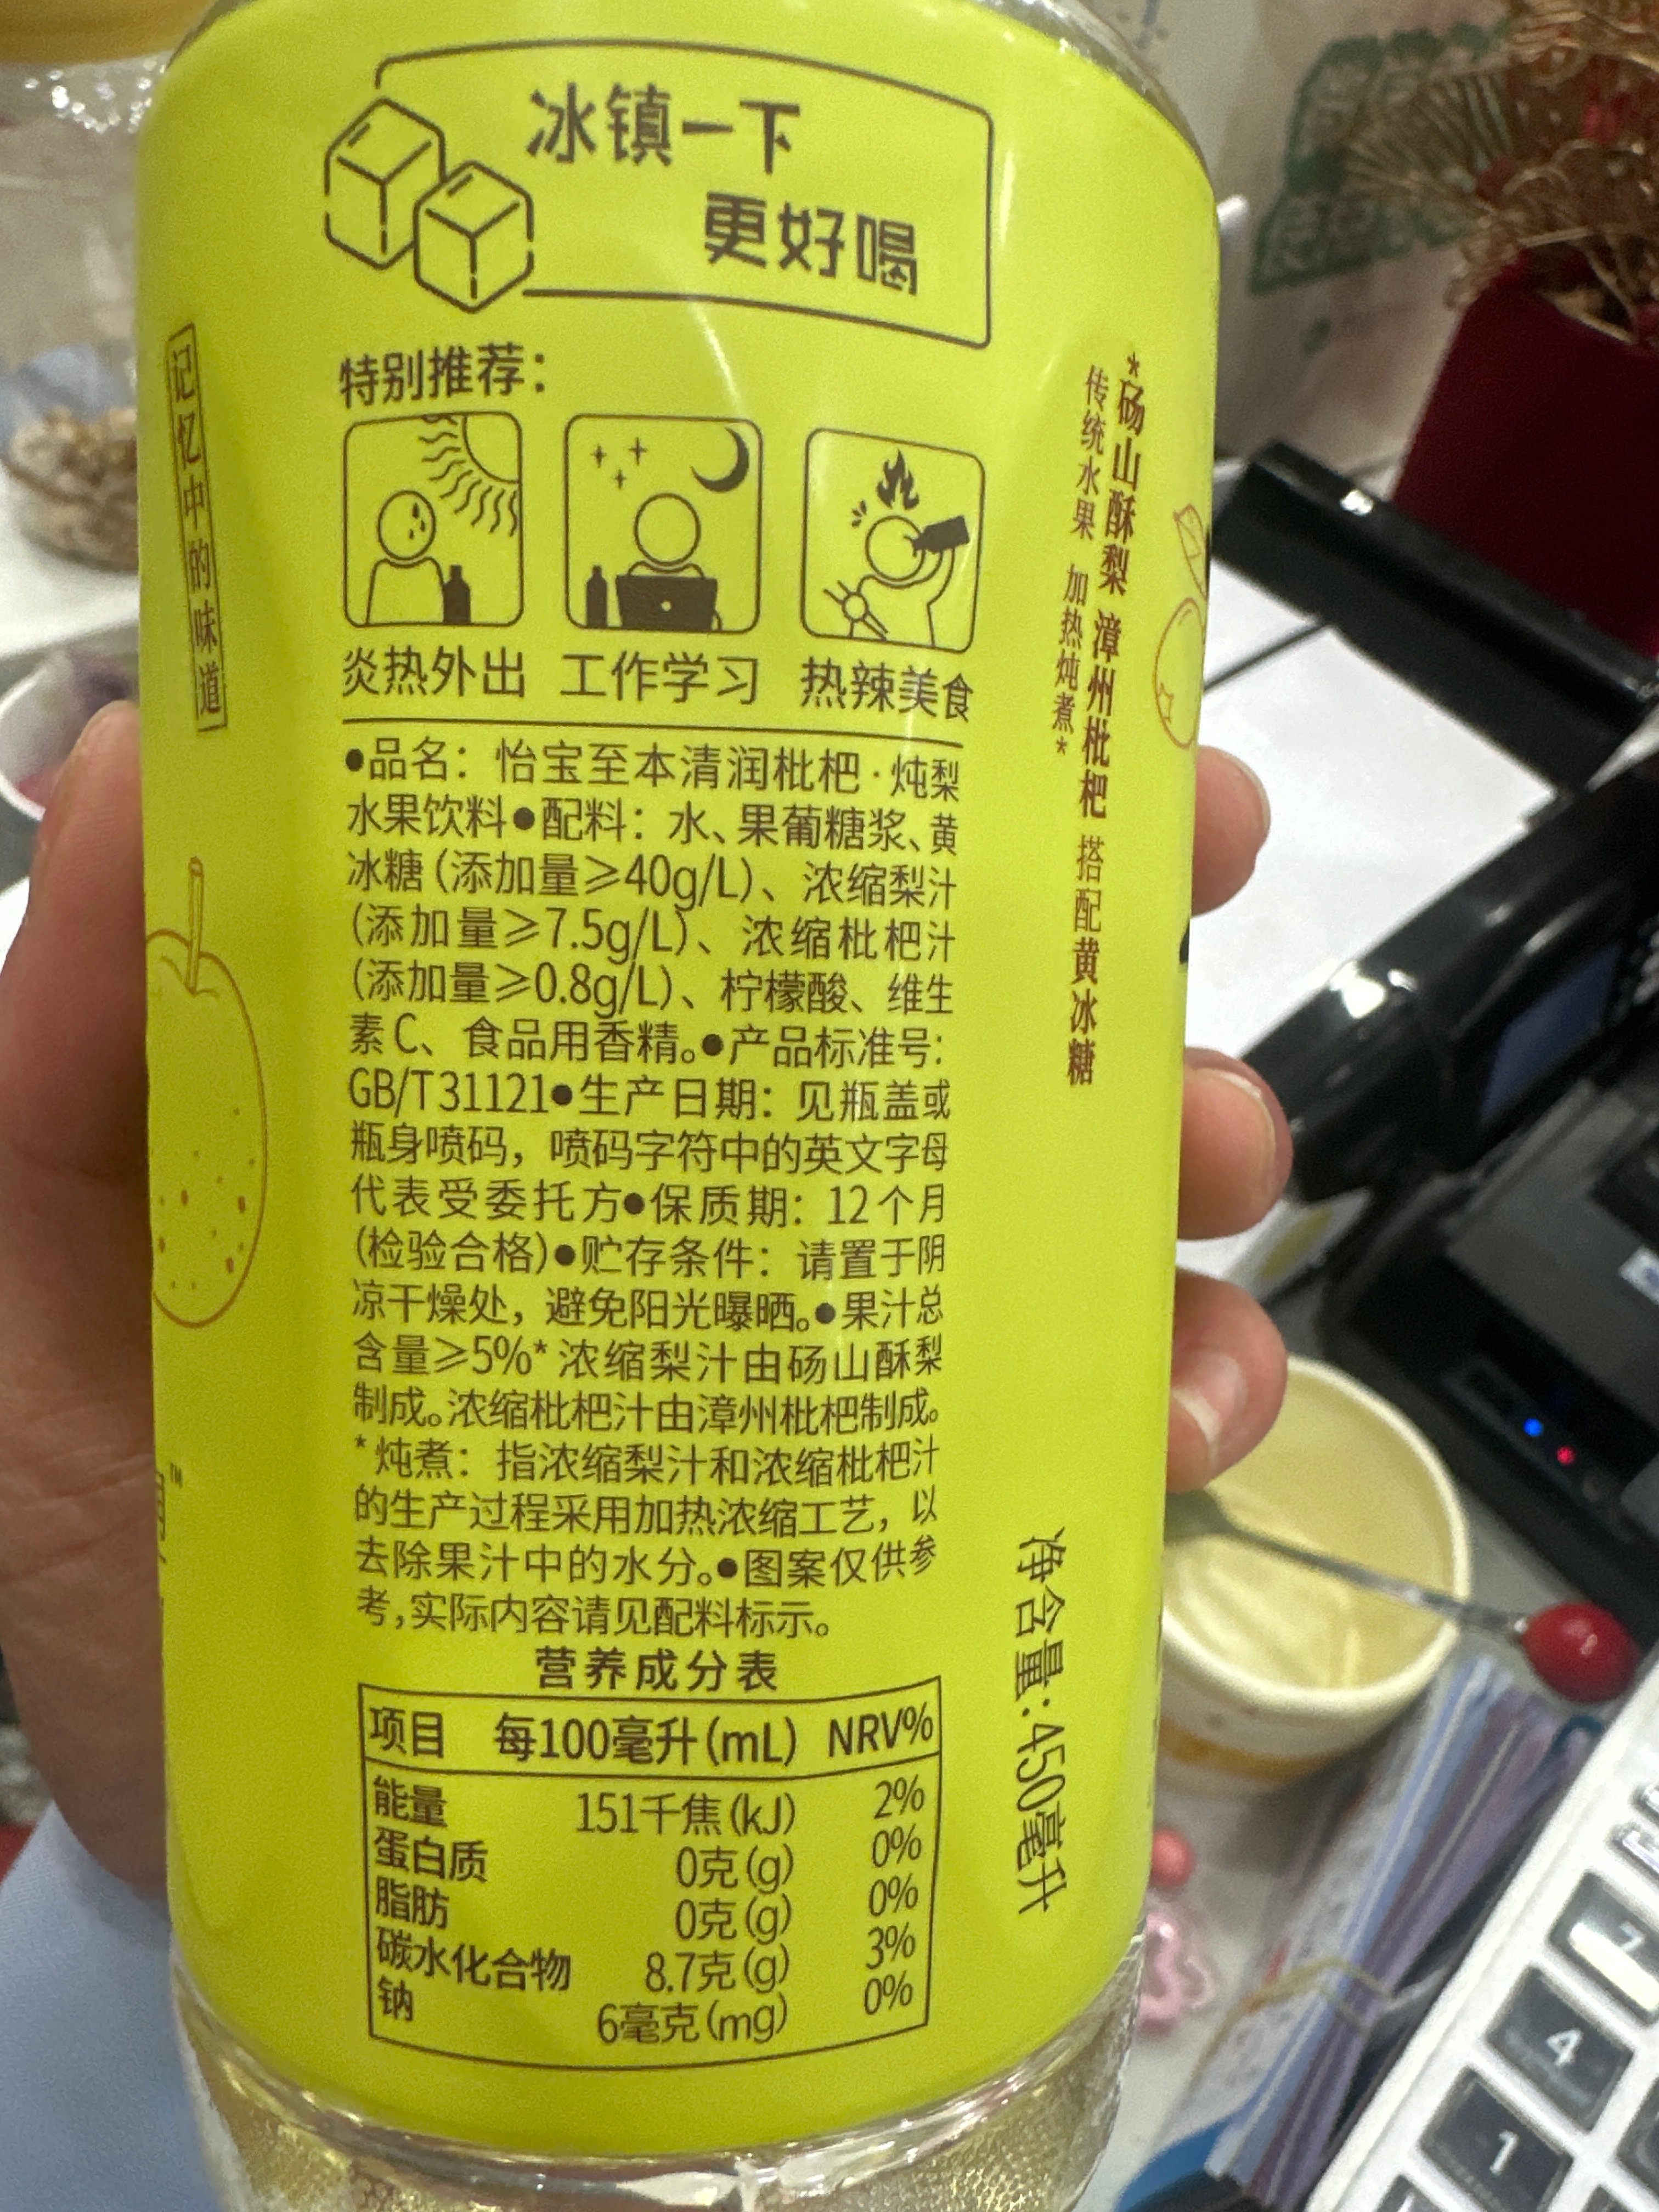 冰镇一下
更好喝
特别推荐：
炎热外出 工作学习 热辣美食
●品名：怡宝至本清润枇杷·炖梨
水果饮料●配料：水、果葡糖浆、黄
冰糖(添加量≥40g/L)、浓缩梨汁
(添加量≥7.5g/L)、浓缩枇杷汁
(添加量≥0.8g/L)、柠檬酸、维生
素C、食品用香精。●产品标准号：
GB/T31121●生产日期：见瓶盖或
瓶身喷码，喷码字符中的英文字母
代表受委托方●保质期：12个月
(检验合格)●贮存条件：请置于阴
凉干燥处，避免阳光曝晒。●果汁总
含量≥5%*浓缩梨汁由砀山酥梨
制成。浓缩枇杷汁由漳州枇杷制成。
*炖煮：指浓缩梨汁和浓缩枇杷汁
的生产过程采用加热浓缩工艺，以
去除果汁中的水分。●图案仅供参
考，实际内容请见配料标示。
营养成分表
项目 每100毫升(mL) NRV%
能量 151千焦(kJ) 2%
蛋白质 0克(g) 0%
脂肪 0克(g) 0%
碳水化合物 8.7克(g) 3%
钠 6毫克(mg) 0%
记忆中的味道
*砀山酥梨 漳州枇杷 搭配黄冰糖
传统水果 加热炖煮*
净含量：450毫升
TM
7
4
1